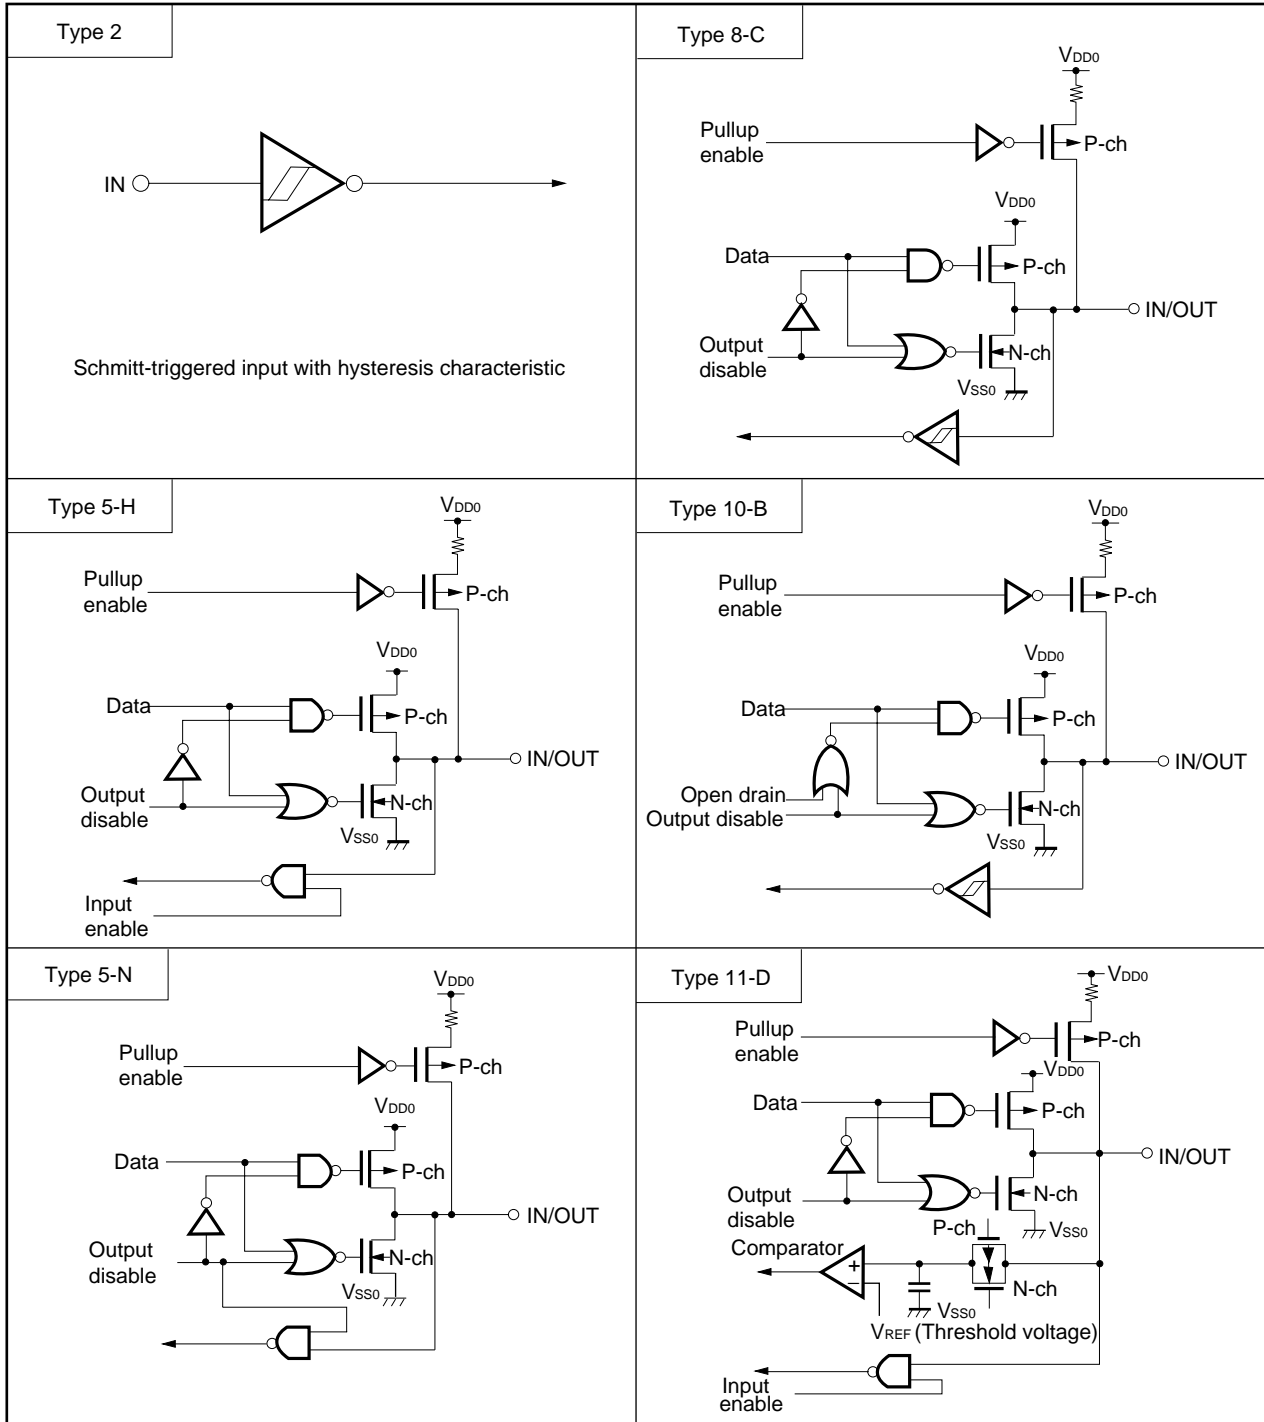 Type 2
IN
Schmitt-triggered input with hysteresis characteristic
Type 8-C
VDD0
Pullup
enable
P-ch
VDD0
Data
P-ch
IN/OUT
Output
disable
N-ch
VSS0
Type 5-H
VDD0
Pullup
enable
P-ch
VDD0
Data
P-ch
IN/OUT
Output
disable
N-ch
VSS0
Input
enable
Type 10-B
VDD0
Pullup
enable
P-ch
VDD0
Data
P-ch
IN/OUT
Open drain
Output disable
N-ch
VSS0
Type 5-N
VDD0
Pullup
enable
P-ch
VDD0
Data
P-ch
IN/OUT
Output
disable
N-ch
VSS0
Type 11-D
VDD0
Pullup
enable
P-ch
VDD0
Data
P-ch
IN/OUT
Output
disable
N-ch
P-ch
VSS0
Comparator
+
−
N-ch
VSS0
VREF (Threshold voltage)
Input
enable